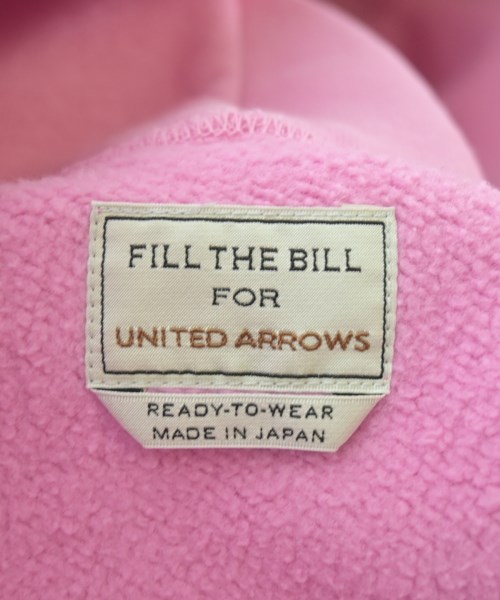 FILL THE BILL
FOR
UNITED ARROWS
READY-TO-WEAR
MADE IN JAPAN